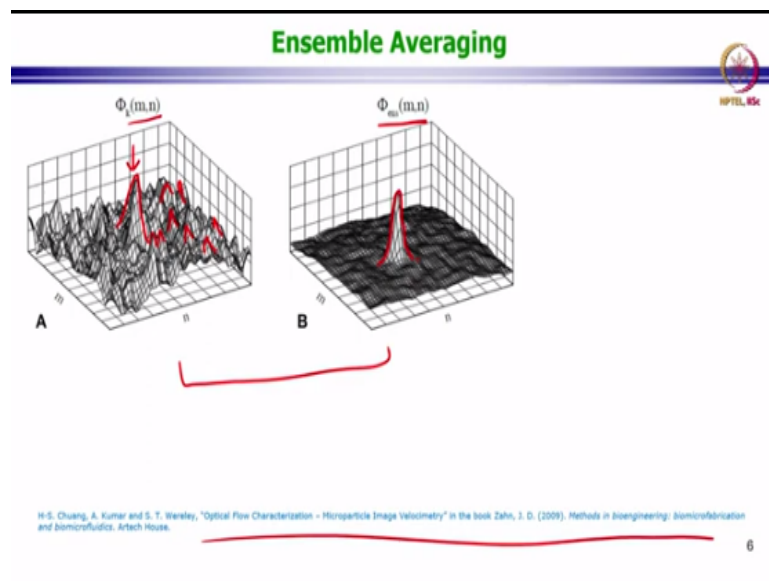 Ensemble Averaging
NPTEL, IISc
Φk(m,n)
Φens(m,n)
m
n
A
m
n
B
H-S. Chuang, A. Kumar and S. T. Wereley, "Optical Flow Characterization – Microparticle Image Velocimetry" in the book Zahn, J. D. (2009). Methods in bioengineering: biomicrofabrication
and biomicrofluidics. Artech House.
6